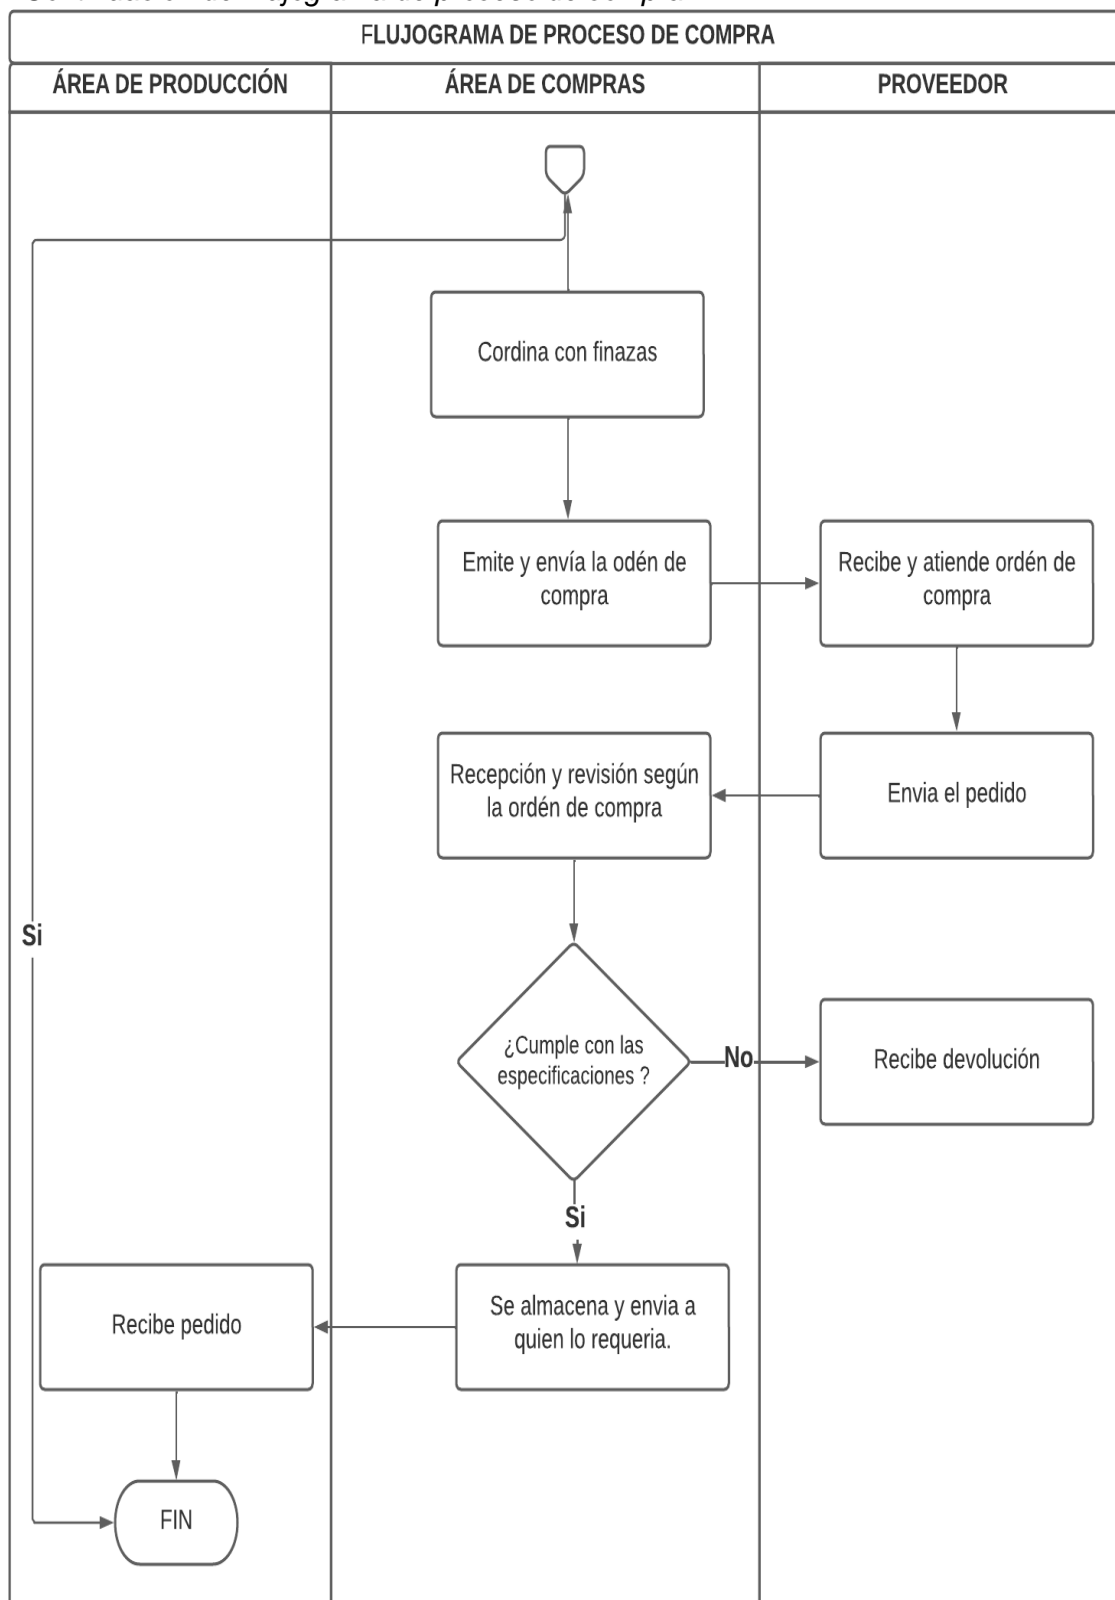 FLUJOGRAMA DE PROCESO DE COMPRA
ÁREA DE PRODUCCIÓN
ÁREA DE COMPRAS
PROVEEDOR
Cordina con finazas
Emite y envía la odén de
compra
Recibe y atiende ordén de
compra
Recepción y revisión según
la ordén de compra
Envia el pedido
Si
¿Cumple con las
especificaciones ?
No
Recibe devolución
Si
Recibe pedido
Se almacena y envia a
quien lo requeria.
FIN